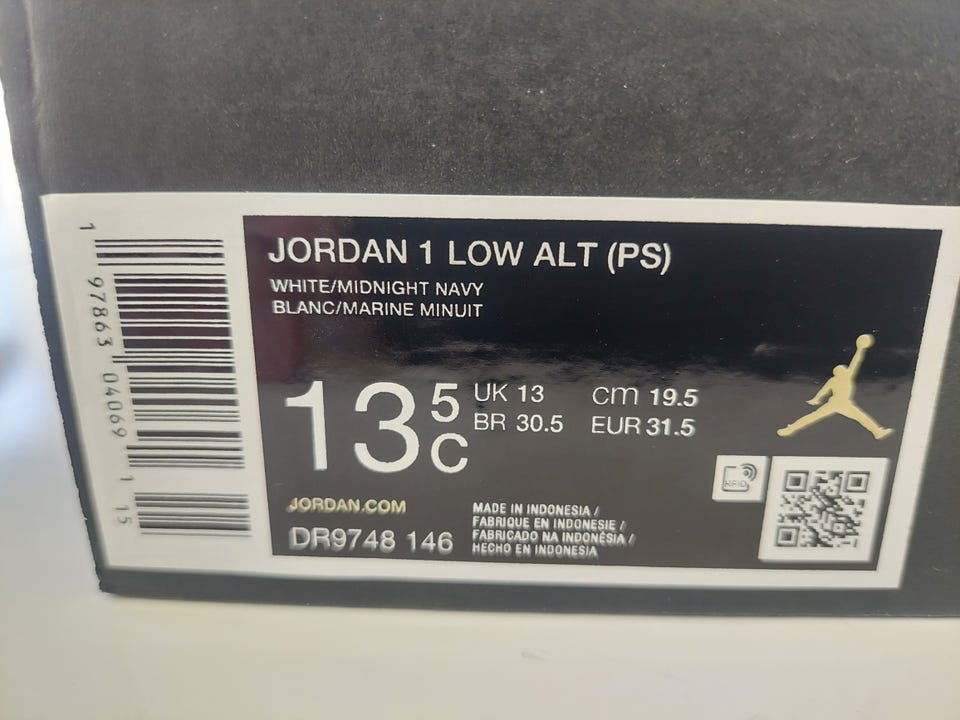 JORDAN 1 LOW ALT (PS)
WHITE/MIDNIGHT NAVY
BLANC/MARINE MINUIT
13 5 C
UK 13 cm 19.5
BR 30.5 EUR 31.5
RFID
JORDAN.COM
DR9748 146
MADE IN INDONESIA /
FABRIQUE EN INDONESIE /
FABRICADO NA INDONÉSIA /
HECHO EN INDONESIA
1 97863 04069 1 15